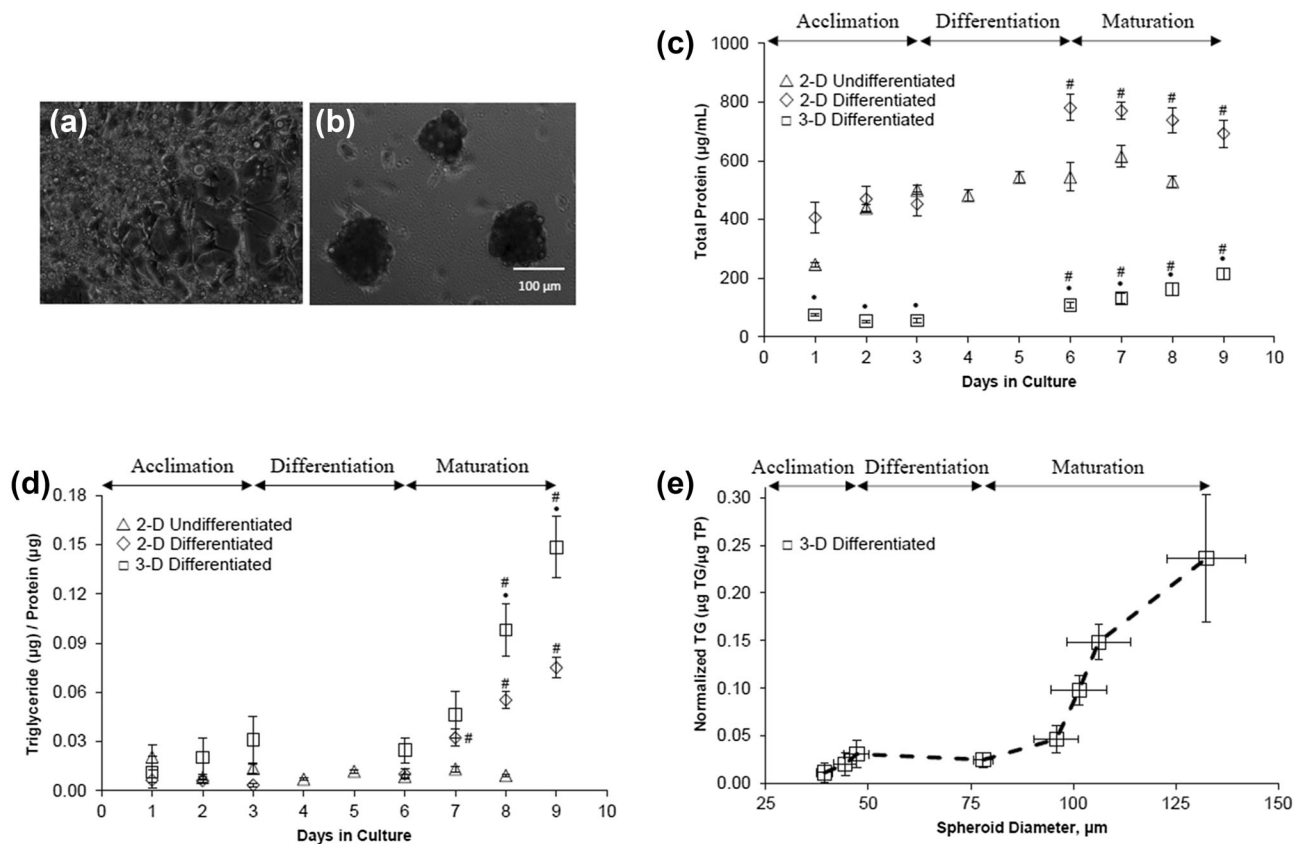 (a)
(b)
100 µm
(c)
Acclimation Differentiation Maturation
1000
800
600
400
200
0
Total Protein (µg/mL)
2-D Undifferentiated
2-D Differentiated
3-D Differentiated
# # # #
# # # #
0 1 2 3 4 5 6 7 8 9 10
Days in Culture
(d)
Acclimation Differentiation Maturation
0.18
0.15
0.12
0.09
0.06
0.03
0.00
Triglyceride (µg) / Protein (µg)
2-D Undifferentiated
2-D Differentiated
3-D Differentiated
#
#
#
#
#
0 1 2 3 4 5 6 7 8 9 10
Days in Culture
(e)
Acclimation Differentiation Maturation
0.30
0.25
0.20
0.15
0.10
0.05
0.00
Normalized TG (µg TG/µg TP)
3-D Differentiated
25 50 75 100 125 150
Spheroid Diameter, µm